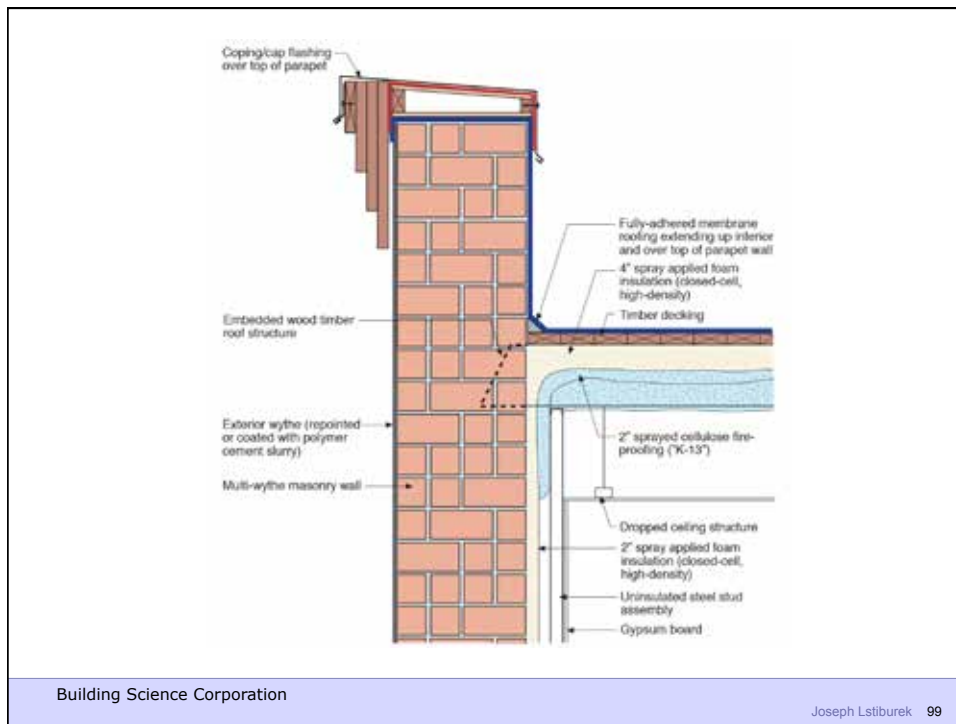 Coping/cap flashing
over top of parapet
Fully-adhered membrane
roofing extending up interior
and over top of parapet wall
4" spray applied foam
insulation (closed-cell,
high-density)
Timber decking
Embedded wood timber
roof structure
Exterior wythe (repointed
or coated with polymer
cement slurry)
2" sprayed cellulose fire-
proofing ("K-13")
Multi-wythe masonry wall
Dropped ceiling structure
2" spray applied foam
insulation (closed-cell,
high-density)
Uninsulated steel stud
assembly
Gypsum board
Building Science Corporation
Joseph Lstiburek 99